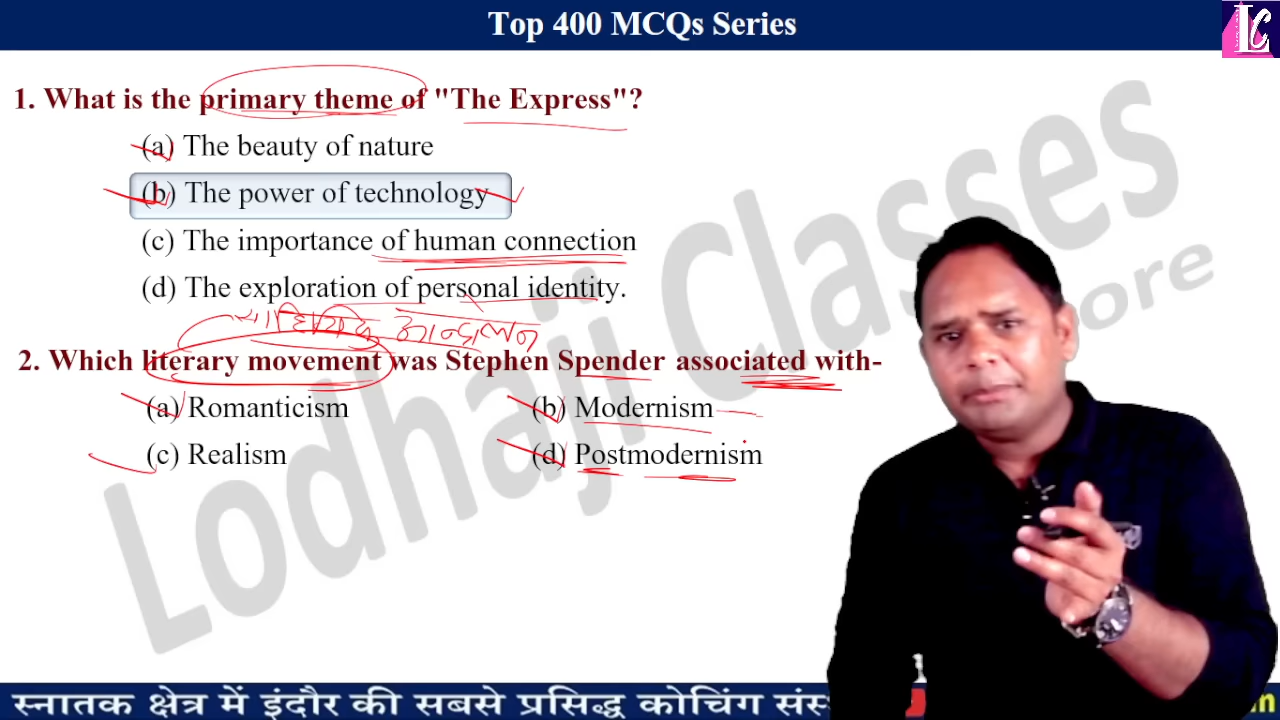 Top 400 MCQs Series
LC
1. What is the primary theme of "The Express"?
(a) The beauty of nature
(b) The power of technology
(c) The importance of human connection
(d) The exploration of personal identity.
साहित्यिक आन्दोलन
2. Which literary movement was Stephen Spender associated with-
(a) Romanticism (b) Modernism
(c) Realism (d) Postmodernism
Lodhaji Classes
ore
स्नातक क्षेत्र में इंदौर की सबसे प्रसिद्ध कोचिंग संस